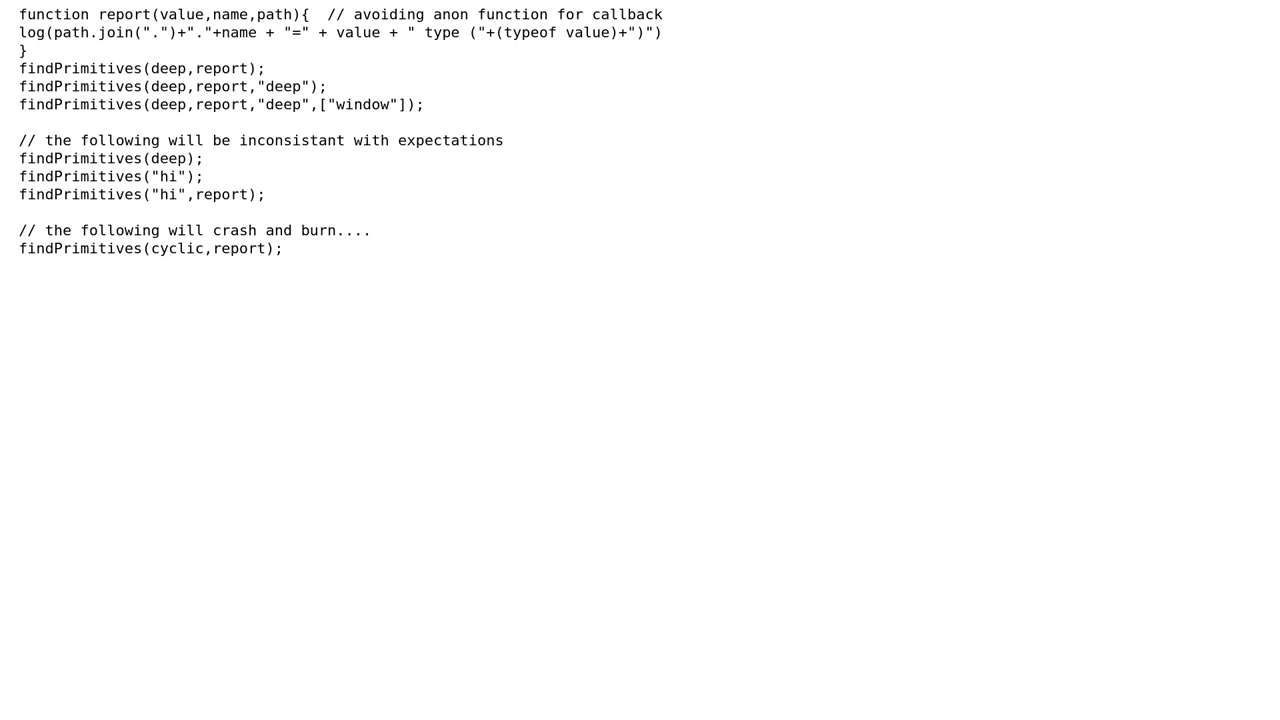 function report(value,name,path){  // avoiding anon function for callback
log(path.join(".")+"."+name + "=" + value + " type ("+(typeof value)+")")
}
findPrimitives(deep,report);
findPrimitives(deep,report,"deep");
findPrimitives(deep,report,"deep",["window"]);

// the following will be inconsistant with expectations
findPrimitives(deep);
findPrimitives("hi");
findPrimitives("hi",report);

// the following will crash and burn....
findPrimitives(cyclic,report);